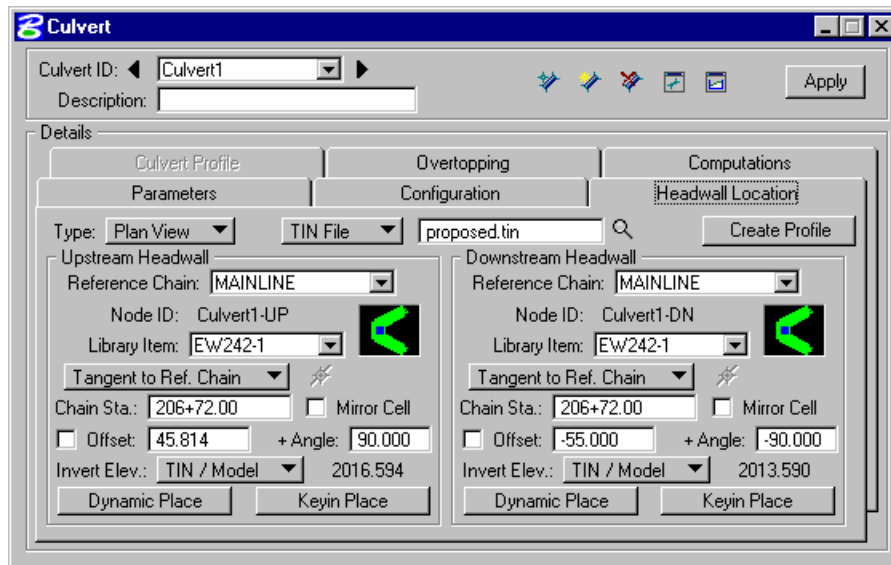 Culvert
Culvert ID: Culvert1
Apply
Description:
Details
Culvert Profile Overtopping Computations
Parameters Configuration Headwall Location
Type: Plan View TIN File proposed.tin Create Profile
Upstream Headwall
Reference Chain: MAINLINE
Node ID: Culvert1-UP
Library Item: EW242-1
Tangent to Ref. Chain
Chain Sta.: 206+72.00 Mirror Cell
Offset: 45.814 + Angle: 90.000
Invert Elev.: TIN / Model 2016.594
Dynamic Place Keyin Place
Downstream Headwall
Reference Chain: MAINLINE
Node ID: Culvert1-DN
Library Item: EW242-1
Tangent to Ref. Chain
Chain Sta.: 206+72.00 Mirror Cell
Offset: -55.000 + Angle: -90.000
Invert Elev.: TIN / Model 2013.590
Dynamic Place Keyin Place